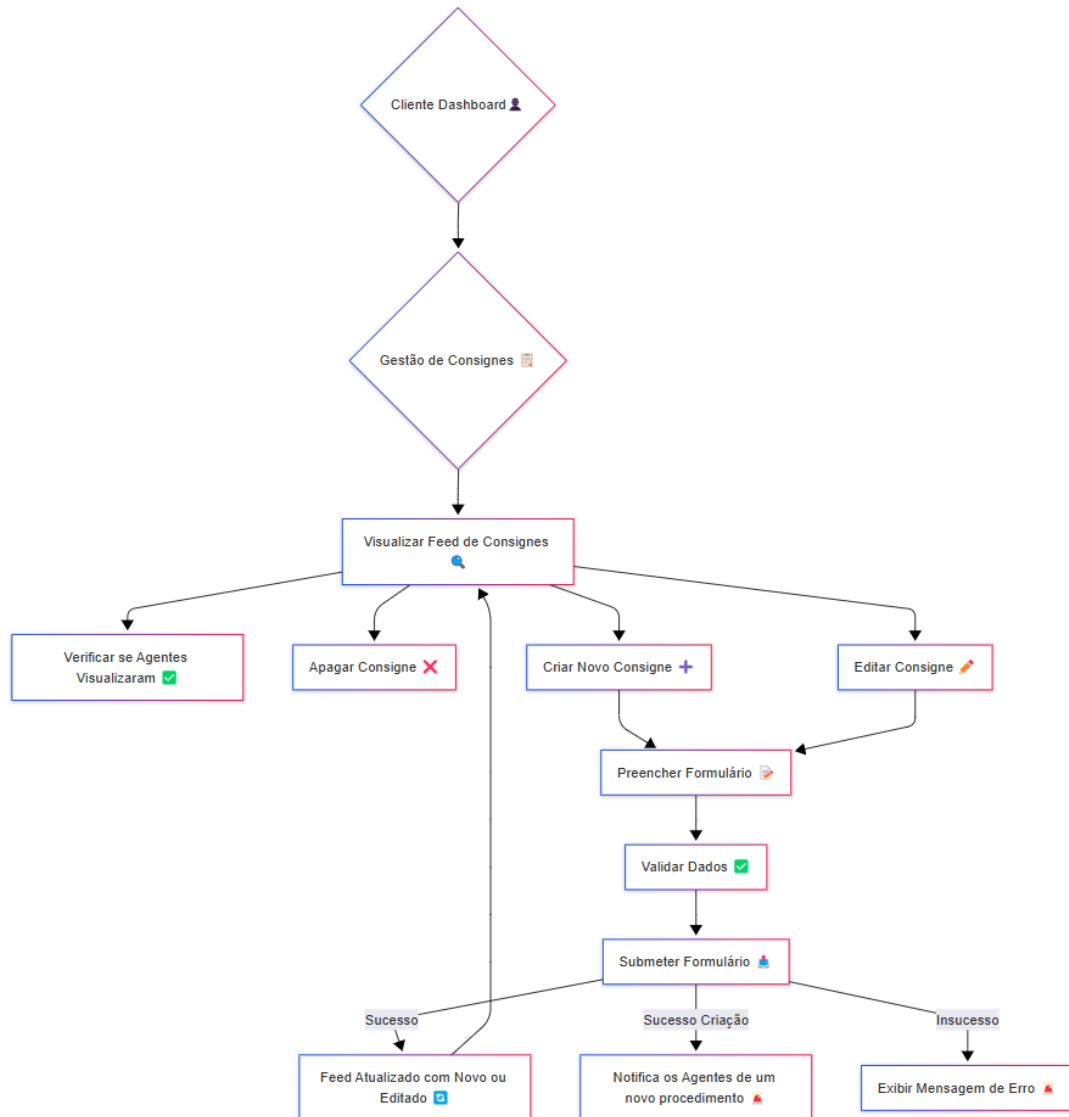 Cliente Dashboard👤
Gestão de Consignes 📋
Visualizar Feed de Consignes
🔍
Verificar se Agentes
Visualizaram ✅
Apagar Consigne ❌
Criar Novo Consigne ➕
Editar Consigne ✏️
Preencher Formulário 📝
Validar Dados ✅
Submeter Formulário 📥
Sucesso
Sucesso Criação
Insucesso
Feed Atualizado com Novo ou
Editado 🔄
Notifica os Agentes de um
novo procedimento 🚨
Exibir Mensagem de Erro 🚨